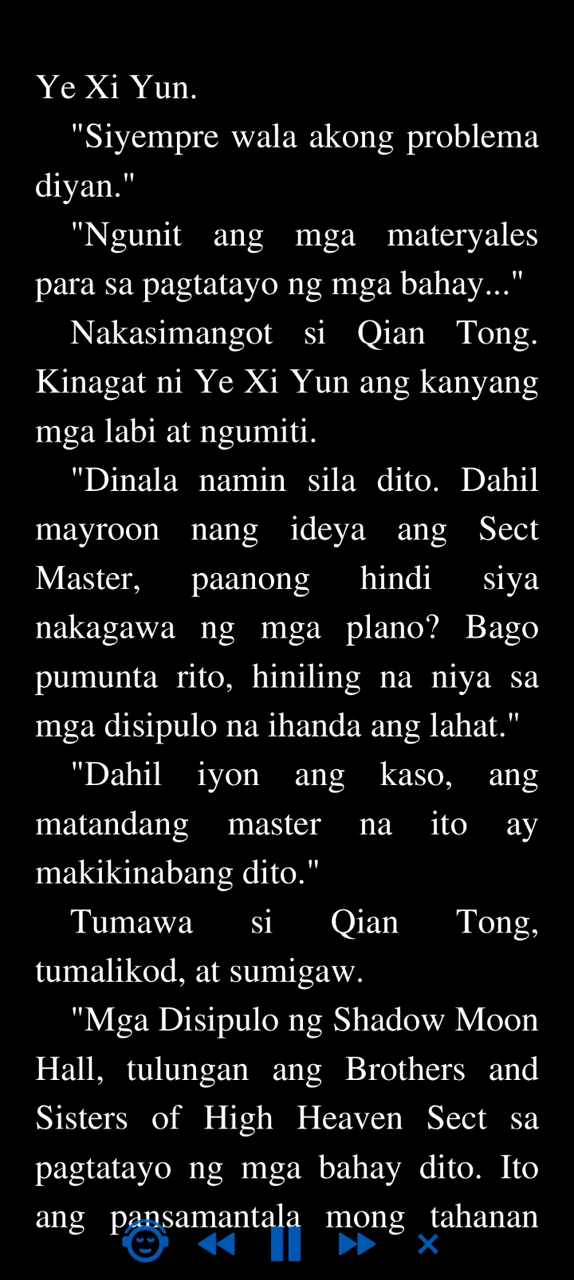 Ye Xi Yun.
"Siyempre wala akong problema
diyan."
"Ngunit ang mga materyales
para sa pagtatayo ng mga bahay..."
Nakasimangot si Qian Tong.
Kinagat ni Ye Xi Yun ang kanyang
mga labi at ngumiti.
"Dinala namin sila dito. Dahil
mayroon nang ideya ang Sect
Master, paanong hindi siya
nakagawa ng mga plano? Bago
pumunta rito, hiniling na niya sa
mga disipulo na ihanda ang lahat."
"Dahil iyon ang kaso, ang
matandang master na ito ay
makikinabang dito."
Tumawa si Qian Tong,
tumalikod, at sumigaw.
"Mga Disipulo ng Shadow Moon
Hall, tulungan ang Brothers and
Sisters of High Heaven Sect sa
pagtatayo ng mga bahay dito. Ito
ang pansamantala mong tahanan